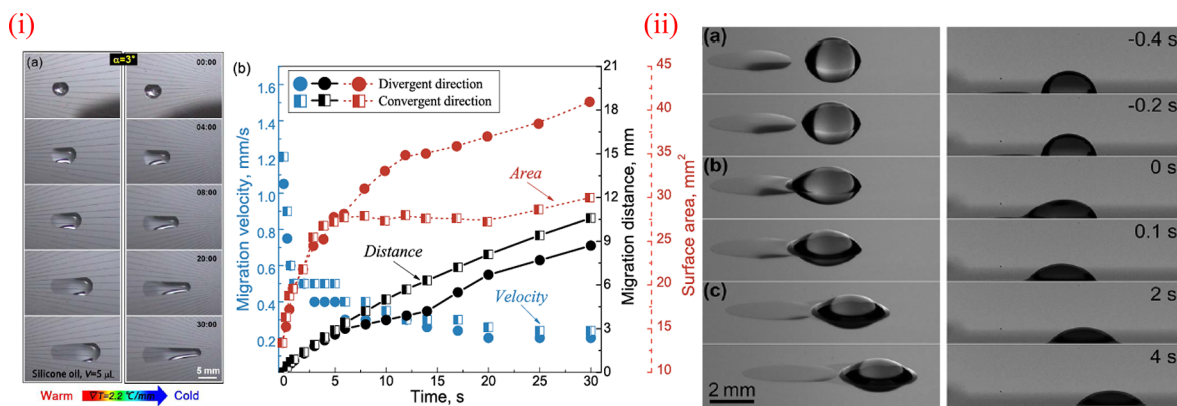 (i)
(a)
α=3°
00:00
04:00
08:00
20:00
30:00
Silicone oil, V=5 μL
5 mm
Warm
∇T=2.2 °C/mm
Cold
(b)
Divergent direction
Convergent direction
Area
Distance
Velocity
Migration velocity, mm/s
1.6
1.4
1.2
1.0
0.8
0.6
0.4
0.2
0
5
10
15
20
25
30
Time, s
21
18
15
12
9
6
3
0
Migration distance, mm
45
40
35
30
25
20
15
10
Surface area, mm²
(ii)
(a)
-0.4 s
-0.2 s
(b)
0 s
0.1 s
(c)
2 s
4 s
2 mm